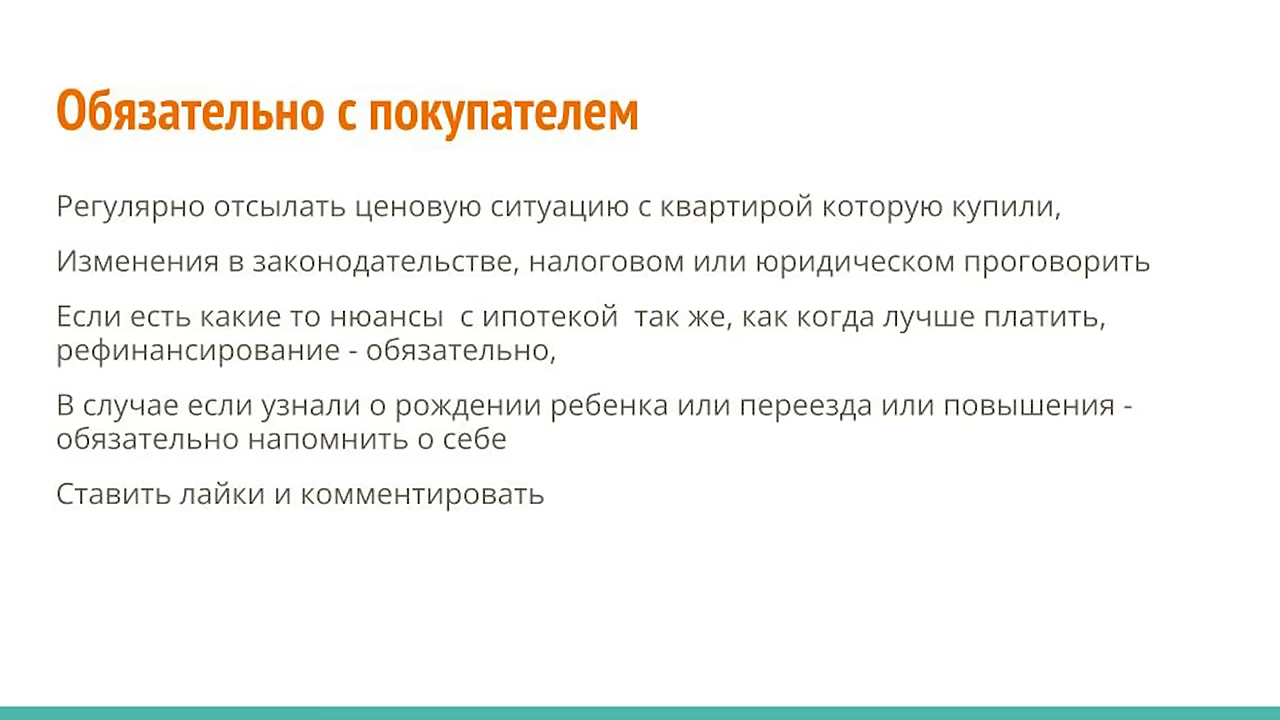 Обязательно с покупателем
Регулярно отсылать ценовую ситуацию с квартирой которую купили,
Изменения в законодательстве, налоговом или юридическом проговорить
Если есть какие то нюансы  с ипотекой  так же, как когда лучше платить,
рефинансирование - обязательно,
В случае если узнали о рождении ребенка или переезда или повышения -
обязательно напомнить о себе
Ставить лайки и комментировать